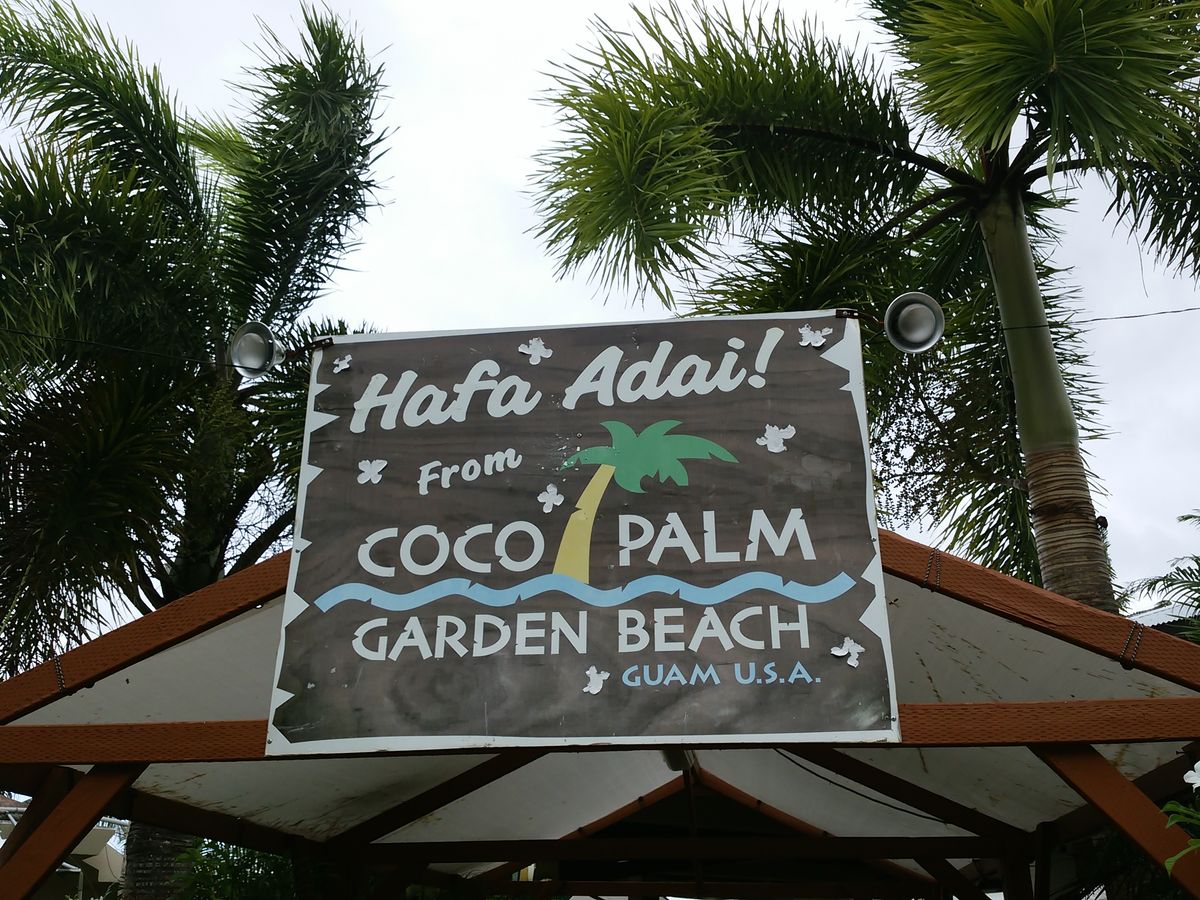 Hafa Adai!
From
COCO PALM
GARDEN BEACH
GUAM U.S.A.